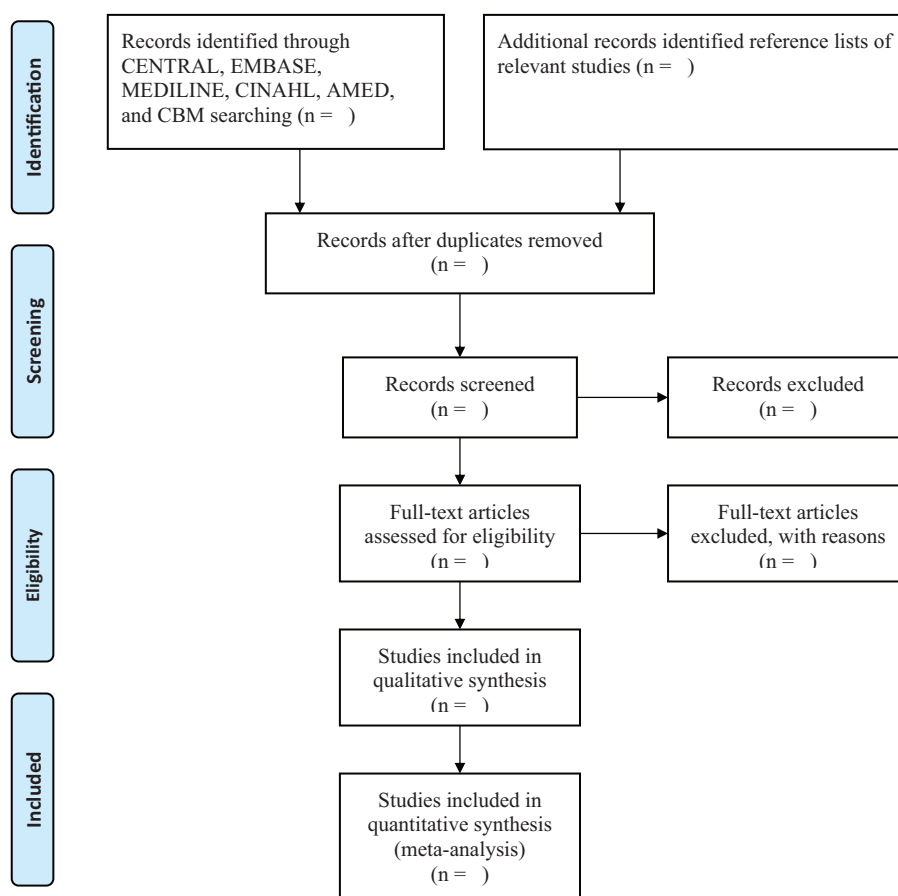 Identification
Records identified through
CENTRAL, EMBASE,
MEDILINE, CINAHL, AMED,
and CBM searching (n = )
Additional records identified reference lists of
relevant studies (n = )
Records after duplicates removed
(n = )
Screening
Records screened
(n = )
Records excluded
(n = )
Eligibility
Full-text articles
assessed for eligibility
(n = )
Full-text articles
excluded, with reasons
(n = )
Studies included in
qualitative synthesis
(n = )
Included
Studies included in
quantitative synthesis
(meta-analysis)
(n = )